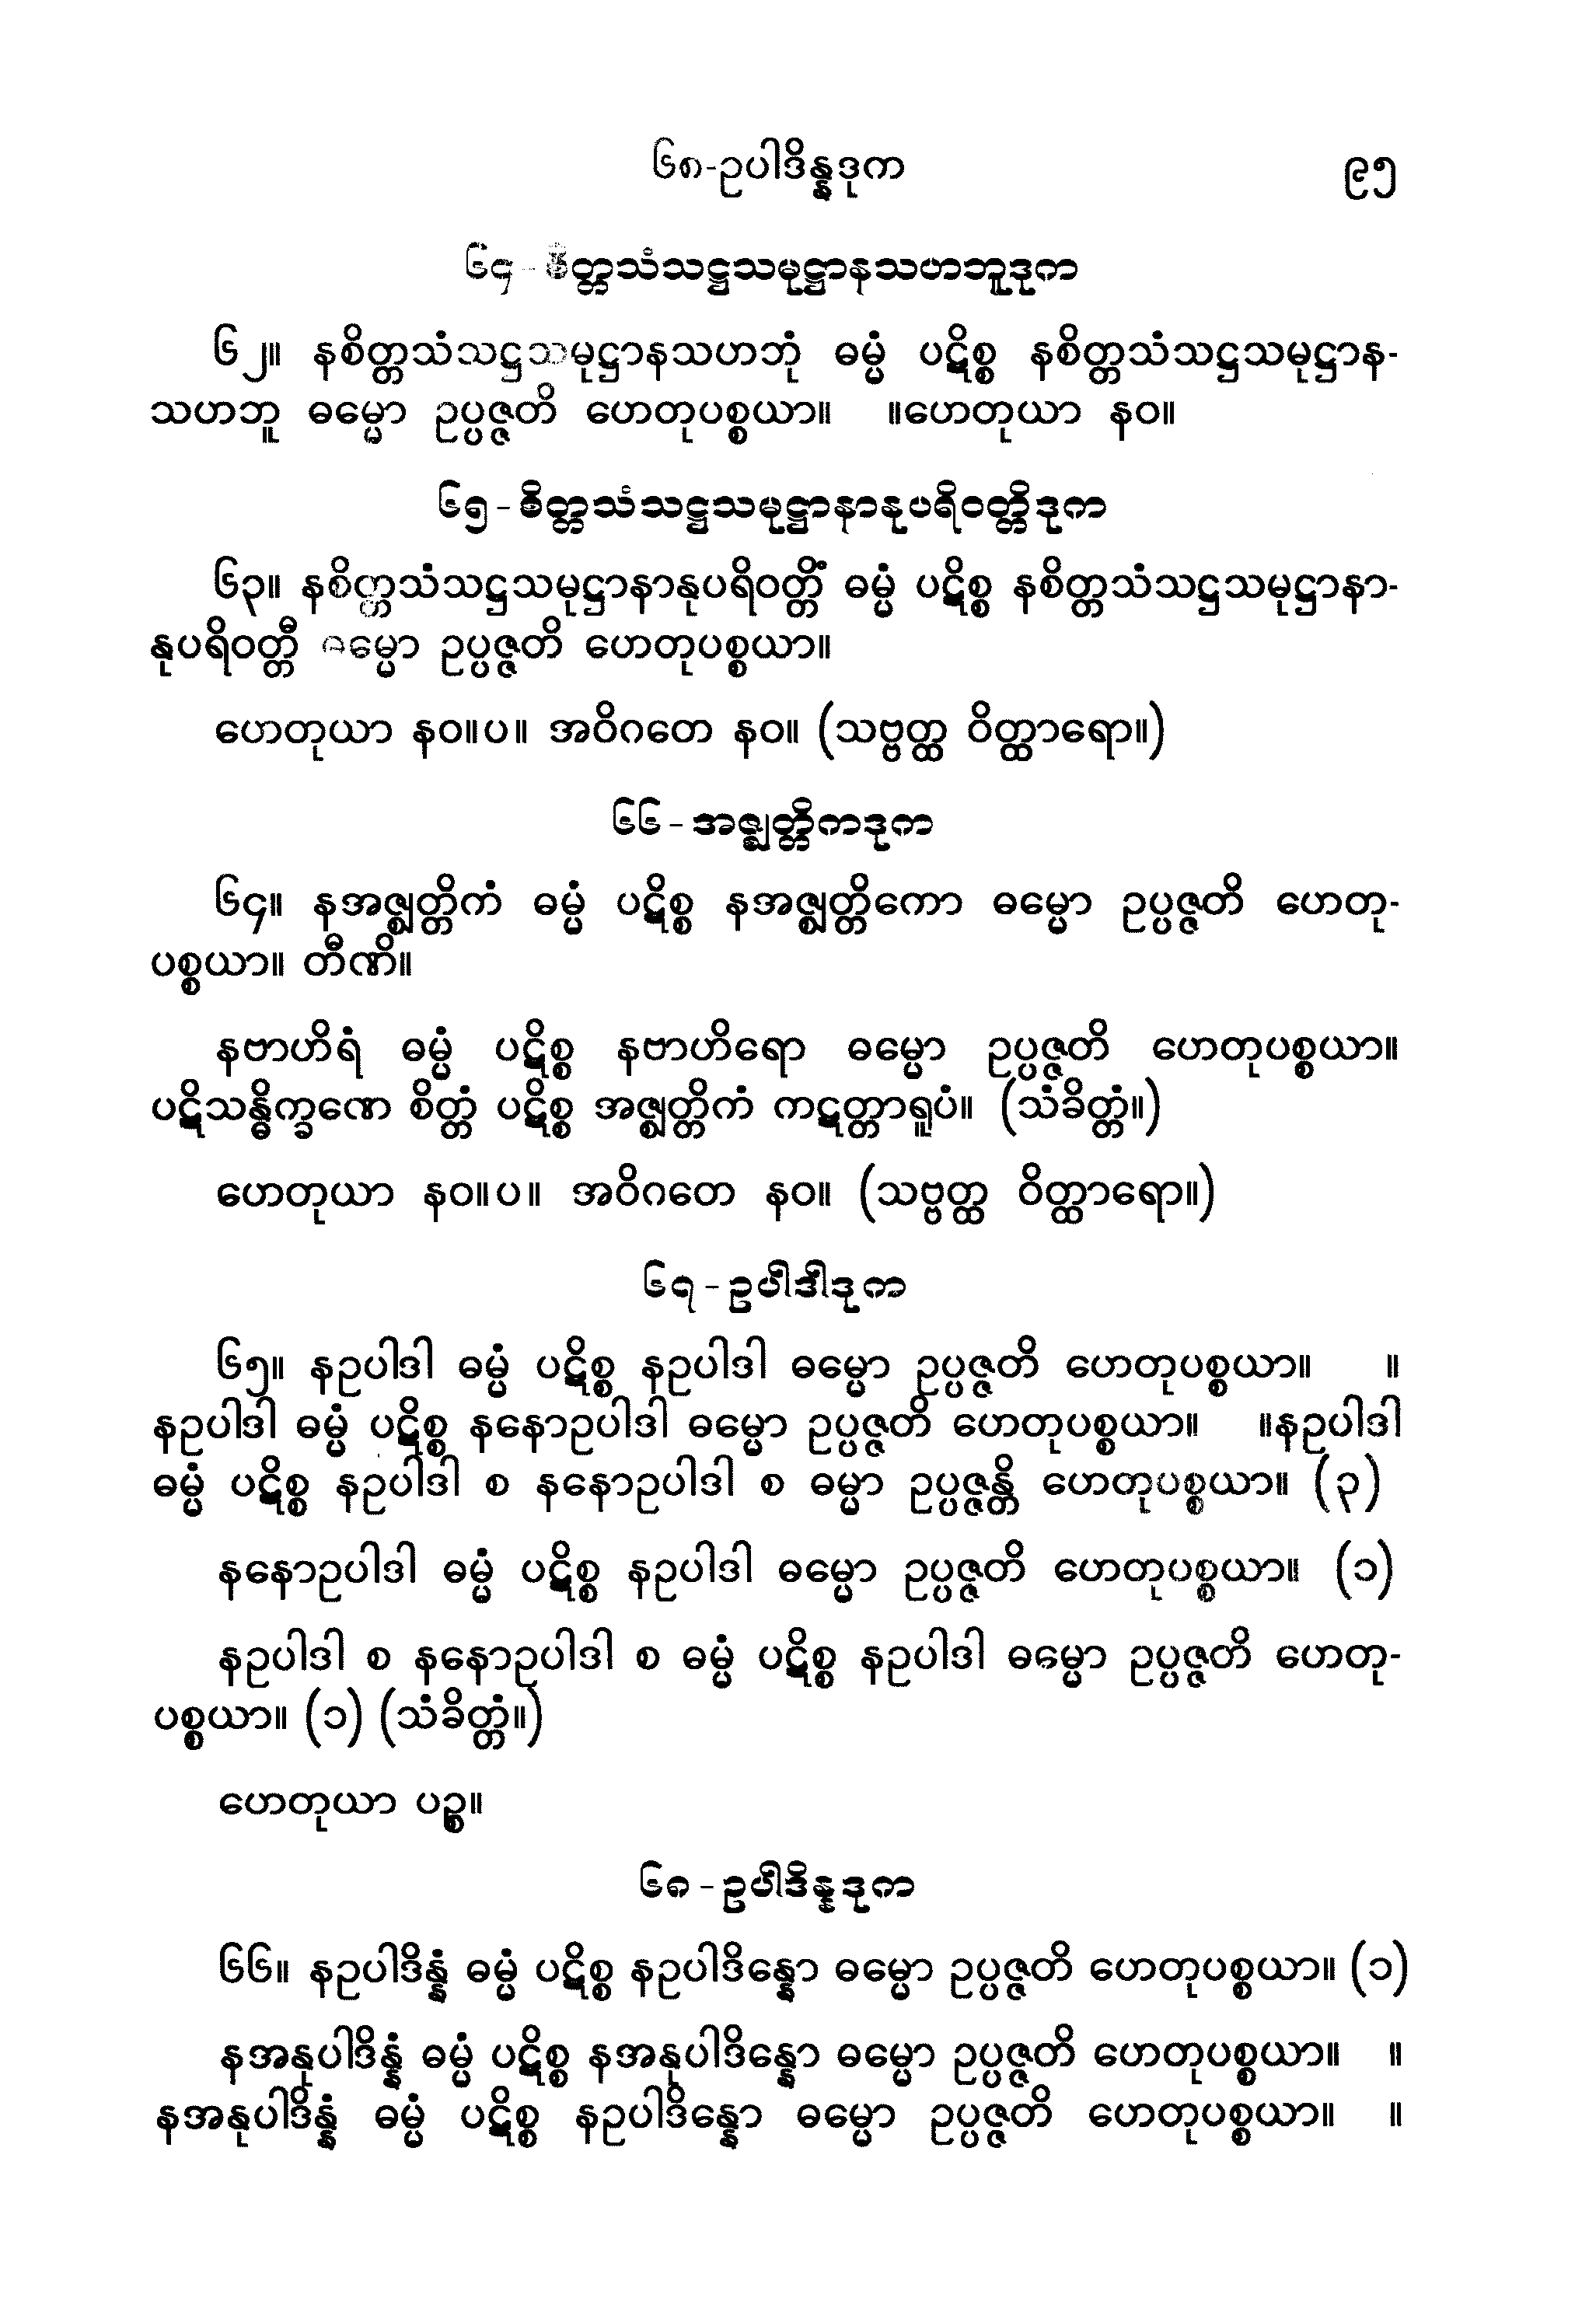 ၆၈-ဥပါဒိန္နဒုက ၉၅
၆၄-စိတ္တသံသဋ္ဌသမုဋ္ဌာနသဟဘူဒုက
၆၂။ နစိတ္တသံသဋ္ဌသမုဋ္ဌာနသဟဘုံ ဓမ္မံ ပဋိစ္စ နစိတ္တသံသဋ္ဌသမုဋ္ဌာန-
သဟဘူ ဓမ္မော ဥပ္ပဇ္ဇတိ ဟေတုပစ္စယာ။ ။ဟေတုယာ နဝ။
၆၅-စိတ္တသံသဋ္ဌသမုဋ္ဌာနာနုပရိဝတ္တိဒုက
၆၃။ နစိတ္တသံသဋ္ဌသမုဋ္ဌာနာနုပရိဝတ္တိံ ဓမ္မံ ပဋိစ္စ နစိတ္တသံသဋ္ဌသမုဋ္ဌာနာ-
နုပရိဝတ္တီ ဓမ္မော ဥပ္ပဇ္ဇတိ ဟေတုပစ္စယာ။
ဟေတုယာ နဝ။ပ။ အဝိဂတေ နဝ။ (သဗ္ဗတ္ထ ဝိတ္ထာရော။)
၆၆-အဇ္ဈတ္တိကဒုက
၆၄။ နအဇ္ဈတ္တိကံ ဓမ္မံ ပဋိစ္စ နအဇ္ဈတ္တိကော ဓမ္မော ဥပ္ပဇ္ဇတိ ဟေတု-
ပစ္စယာ။ တီဏိ။
နဗာဟိရံ ဓမ္မံ ပဋိစ္စ နဗာဟိရော ဓမ္မော ဥပ္ပဇ္ဇတိ ဟေတုပစ္စယာ။
ပဋိသန္ဓိက္ခဏေ စိတ္တံ ပဋိစ္စ အဇ္ဈတ္တိကံ ကဋတ္တာရူပံ။ (သံခိတ္တံ။)
ဟေတုယာ နဝ။ပ။ အဝိဂတေ နဝ။ (သဗ္ဗတ္ထ ဝိတ္ထာရော။)
၆၇-ဥပါဒါဒုက
၆၅။ နဥပါဒါ ဓမ္မံ ပဋိစ္စ နဥပါဒါ ဓမ္မော ဥပ္ပဇ္ဇတိ ဟေတုပစ္စယာ။ ။
နဥပါဒါ ဓမ္မံ ပဋိစ္စ နနောဥပါဒါ ဓမ္မော ဥပ္ပဇ္ဇတိ ဟေတုပစ္စယာ။ ။နဥပါဒါ
ဓမ္မံ ပဋိစ္စ နဥပါဒါ စ နနောဥပါဒါ စ ဓမ္မာ ဥပ္ပဇ္ဇန္တိ ဟေတုပစ္စယာ။ (၃)
နနောဥပါဒါ ဓမ္မံ ပဋိစ္စ နဥပါဒါ ဓမ္မော ဥပ္ပဇ္ဇတိ ဟေတုပစ္စယာ။ (၁)
နဥပါဒါ စ နနောဥပါဒါ စ ဓမ္မံ ပဋိစ္စ နဥပါဒါ ဓမ္မော ဥပ္ပဇ္ဇတိ ဟေတု-
ပစ္စယာ။ (၁) (သံခိတ္တံ။)
ဟေတုယာ ပဉ္စ။
၆၈-ဥပါဒိန္နဒုက
၆၆။ နဥပါဒိန္နံ ဓမ္မံ ပဋိစ္စ နဥပါဒိန္နော ဓမ္မော ဥပ္ပဇ္ဇတိ ဟေတုပစ္စယာ။ (၁)
နအနုပါဒိန္နံ ဓမ္မံ ပဋိစ္စ နအနုပါဒိန္နော ဓမ္မော ဥပ္ပဇ္ဇတိ ဟေတုပစ္စယာ။ ။
နအနုပါဒိန္နံ ဓမ္မံ ပဋိစ္စ နဥပါဒိန္နော ဓမ္မော ဥပ္ပဇ္ဇတိ ဟေတုပစ္စယာ။ ။